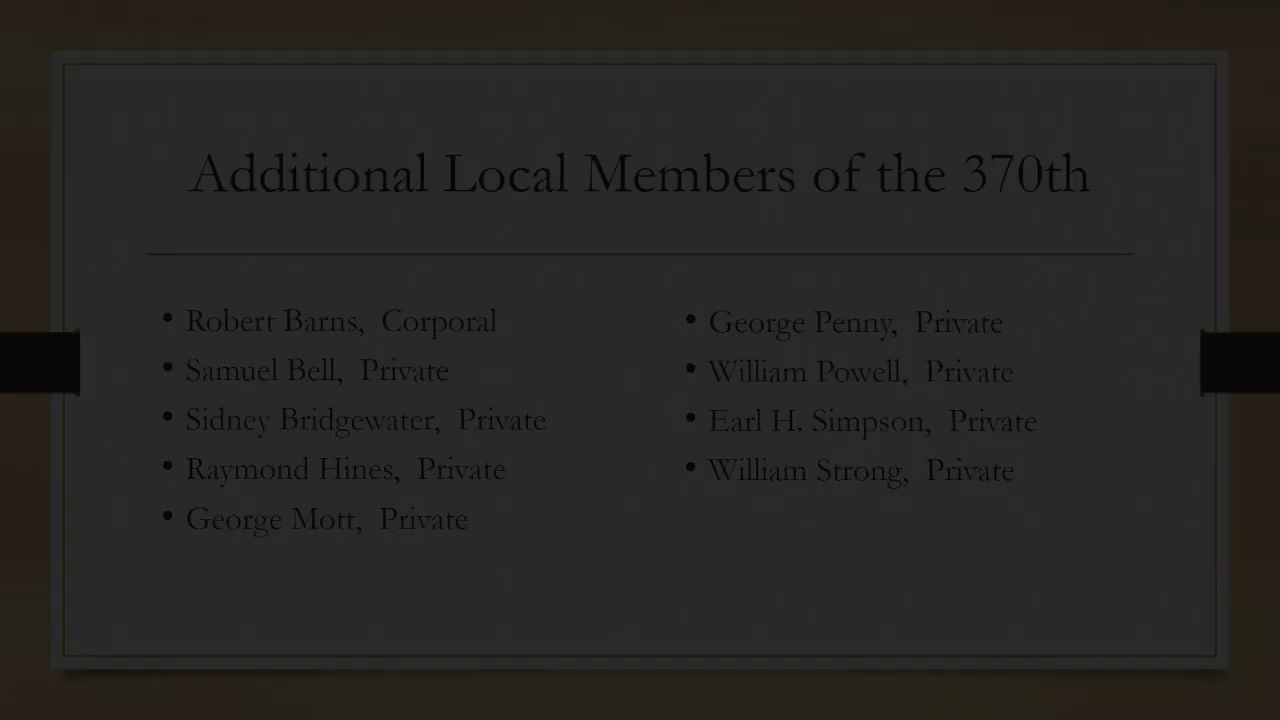 Additional Local Members of the 370th
• Robert Barns, Corporal
• Samuel Bell, Private
• Sidney Bridgewater, Private
• Raymond Hines, Private
• George Mott, Private
• George Penny, Private
• William Powell, Private
• Earl H. Simpson, Private
• William Strong, Private